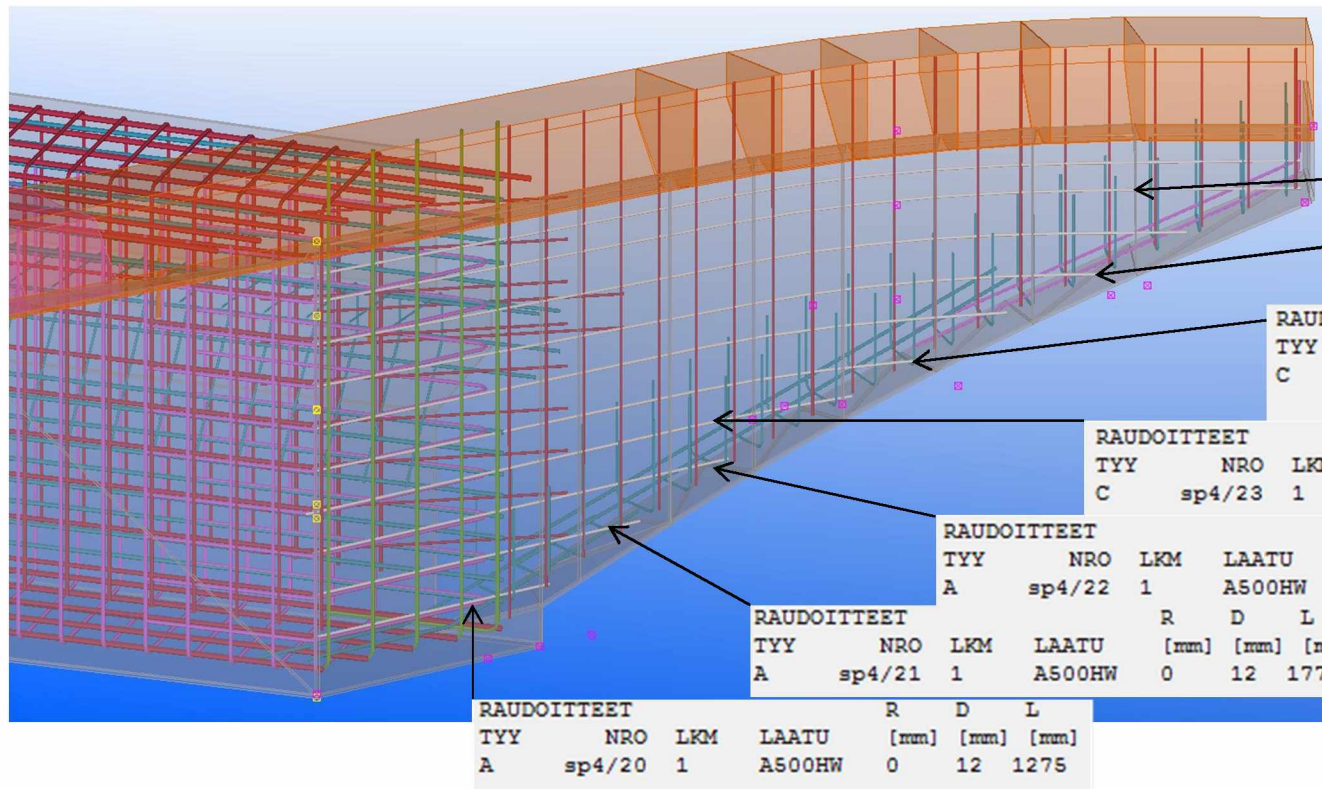 RAUD
TYY
C
RAUDOITTEET
TYY NRO LKM
C sp4/23 1
RAUDOITTEET
TYY NRO LKM LAATU
A sp4/22 1 A500HW
RAUDOITTEET R D L
TYY NRO LKM LAATU [mm] [mm] [m
A sp4/21 1 A500HW 0 12 177
RAUDOITTEET R D L
TYY NRO LKM LAATU [mm] [mm] [mm]
A sp4/20 1 A500HW 0 12 1275